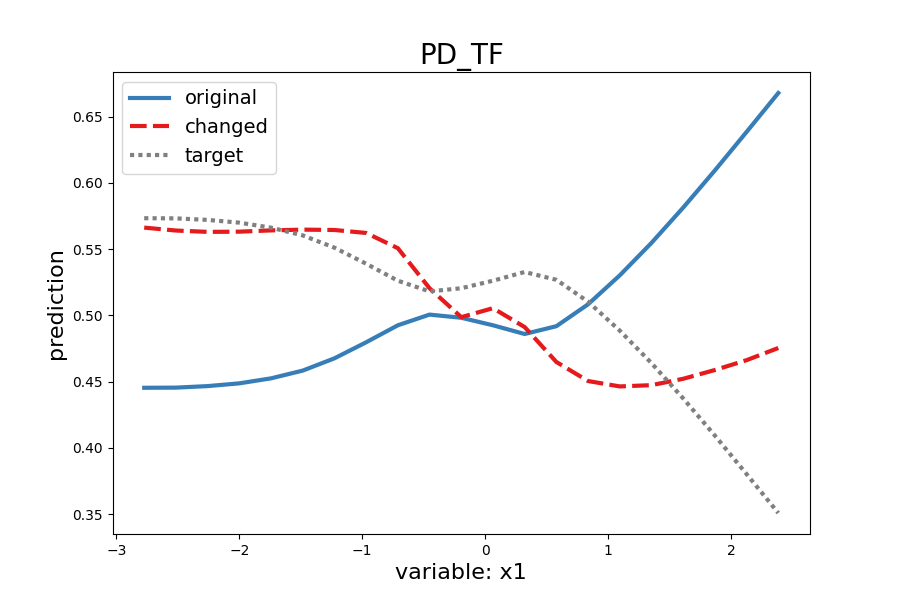 PD_TF
original
changed
target
prediction
0.65
0.60
0.55
0.50
0.45
0.40
0.35
−3 −2 −1 0 1 2
variable: x1